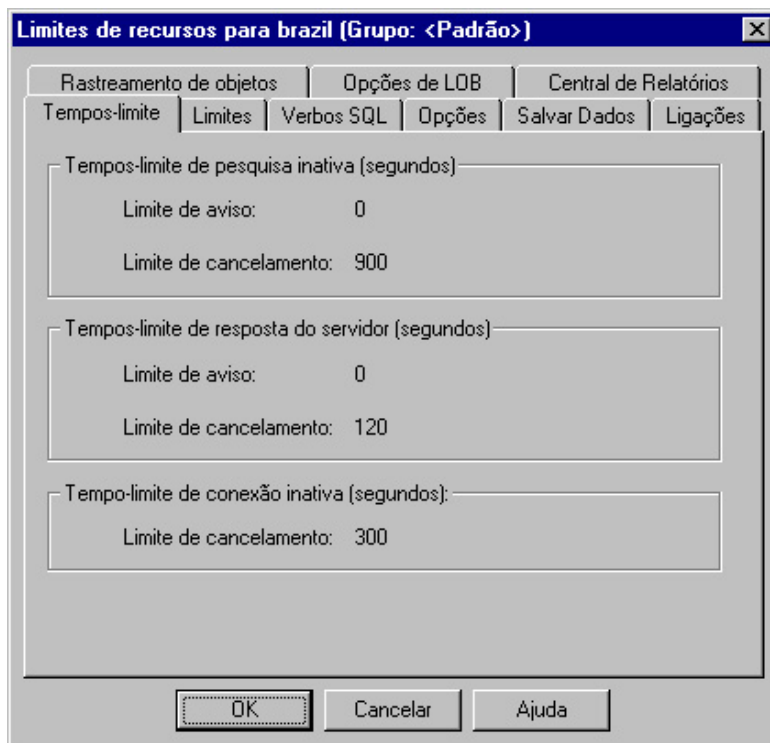 Limites de recursos para brazil (Grupo: <Padrão>)
Rastreamento de objetos Opções de LOB Central de Relatórios
Tempos-limite Limites Verbos SQL Opções Salvar Dados Ligações
Tempos-limite de pesquisa inativa (segundos)
Limite de aviso: 0
Limite de cancelamento: 900
Tempos-limite de resposta do servidor (segundos)
Limite de aviso: 0
Limite de cancelamento: 120
Tempo-limite de conexão inativa (segundos):
Limite de cancelamento: 300
OK Cancelar Ajuda